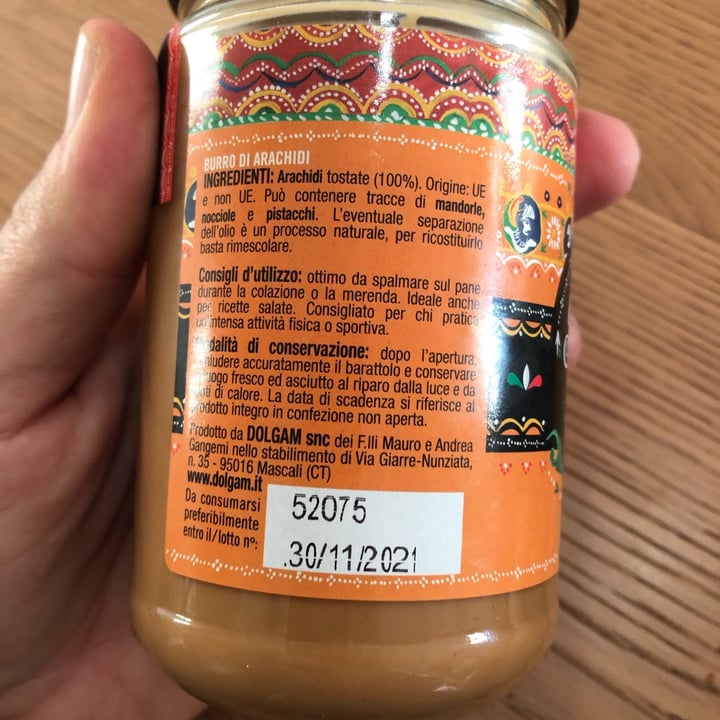 BURRO DI ARACHIDI
INGREDIENTI: Arachidi tostate (100%). Origine: UE
e non UE. Può contenere tracce di mandorle,
nocciole e pistacchi. L'eventuale separazione
dell'olio è un processo naturale, per ricostituirlo
basta rimescolare.
Consigli d'utilizzo: ottimo da spalmare sul pane
durante la colazione o la merenda. Ideale anche
per ricette salate. Consigliato per chi pratica
un'intensa attività fisica o sportiva.
di conservazione: dopo l'apertura,
accuratamente il barattolo e conservare
fresco ed asciutto al riparo dalla luce e da
di calore. La data di scadenza si riferisce al
prodotto integro in confezione non aperta.
Prodotto da DOLGAM snc dei F.lli Mauro e Andrea
Gangemi nello stabilimento di Via Giarre-Nunziata,
n. 35 - 95016 Mascali (CT)
www.dolgam.it
Da consumarsi
preferibilmente
entro il/lotto n°:
52075
.30/11/2021